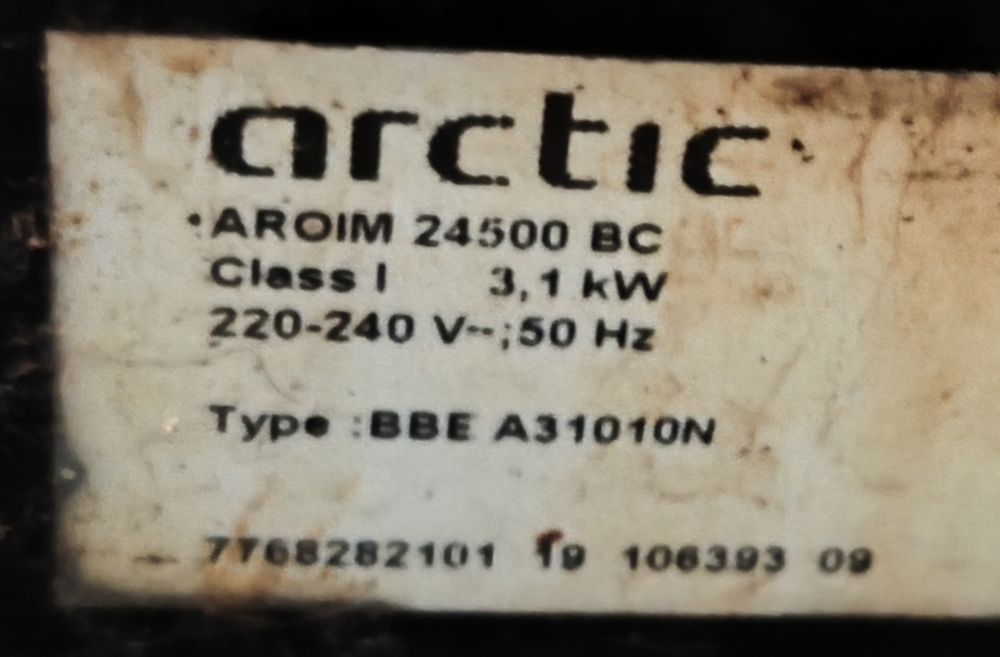 arctic
AROIM 24500 BC
Class I 3,1 kW
220-240 V~;50 Hz
Type :BBE A31010N
7768282101 19 106393 09